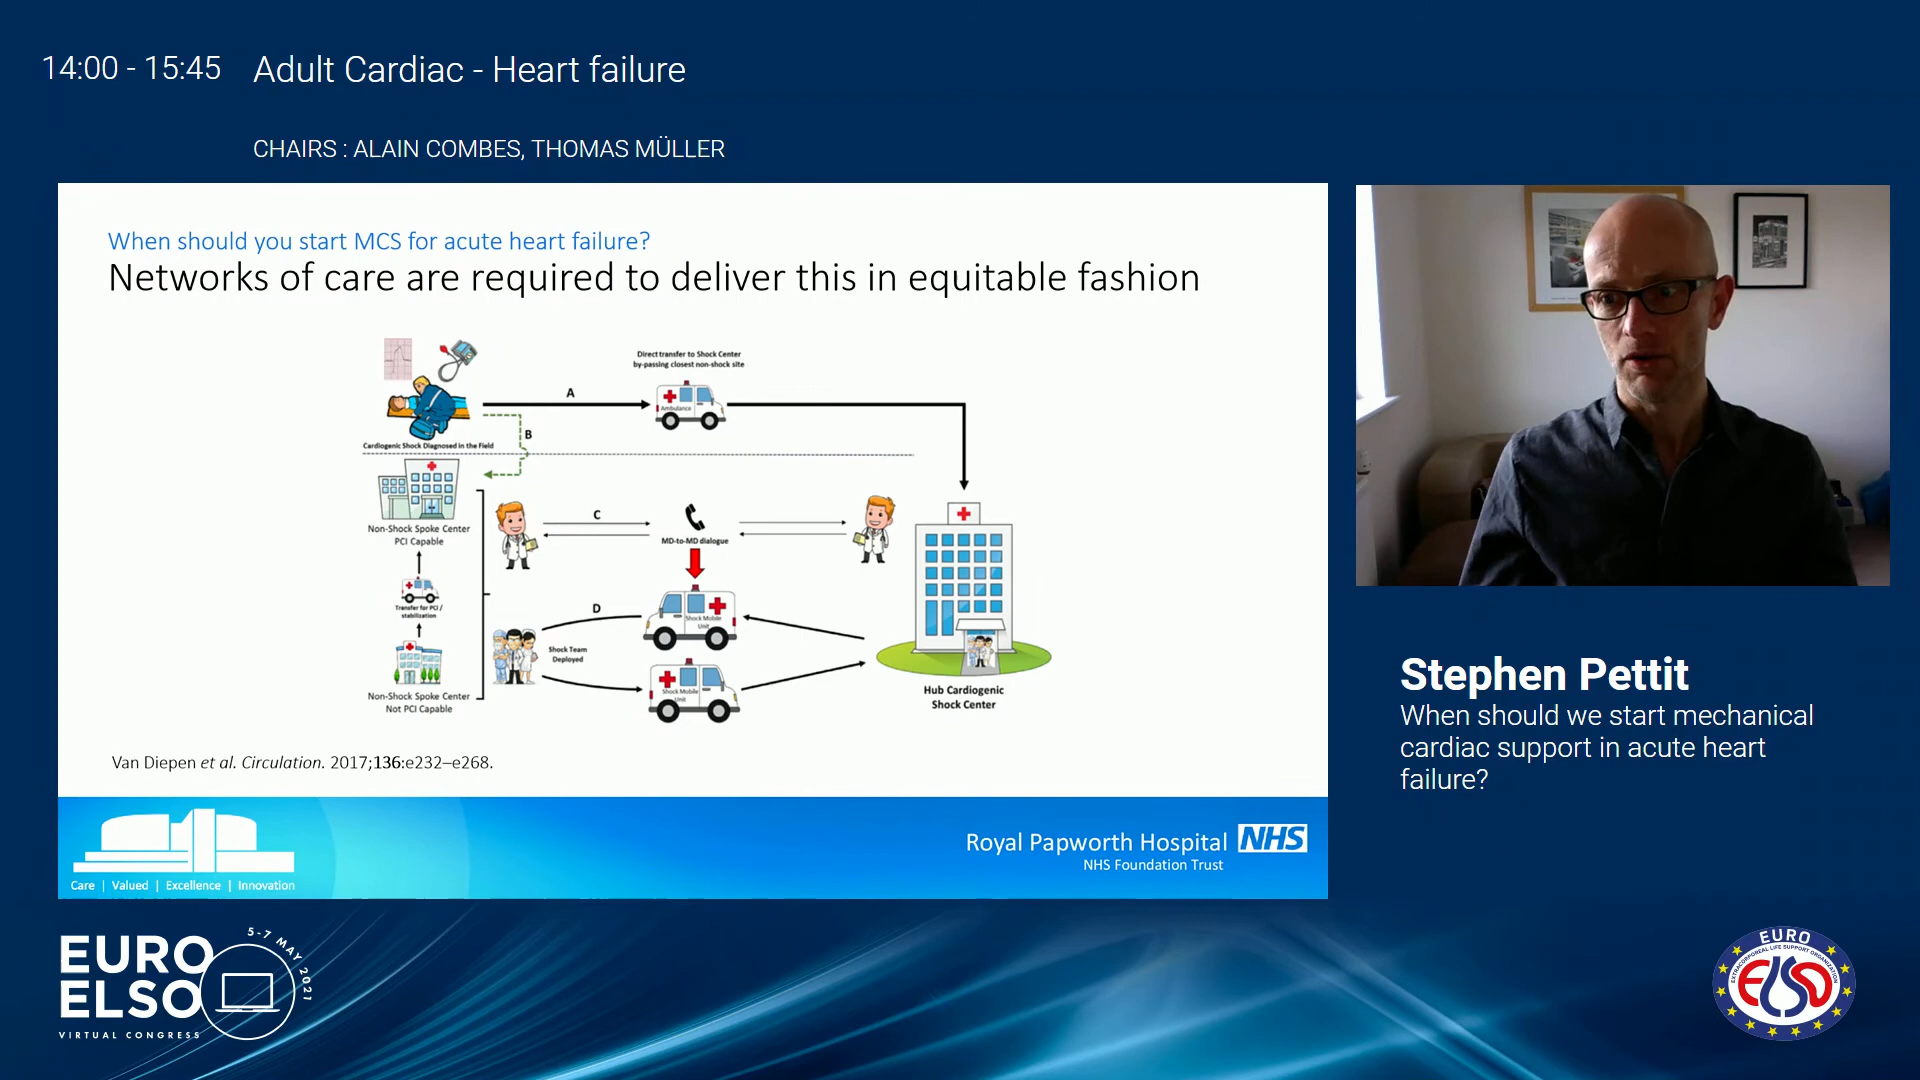 14:00 - 15:45 Adult Cardiac - Heart failure
CHAIRS : ALAIN COMBES, THOMAS MÜLLER
When should you start MCS for acute heart failure?
Networks of care are required to deliver this in equitable fashion
Direct transfer to Shock Center
by-passing closest non-shock site
A
Ambulance
B
Cardiogenic Shock Diagnosed in the Field
Non-Shock Spoke Center
PCI Capable
C
MD-to-MD dialogue
Transfer for PCI /
stabilization
D
Shock Mobile
Unit
Shock Team
Deployed
Shock Mobile
Unit
Non-Shock Spoke Center
Not PCI Capable
Hub Cardiogenic
Shock Center
Van Diepen et al. Circulation. 2017;136:e232–e268.
Care | Valued | Excellence | Innovation
Royal Papworth Hospital NHS
NHS Foundation Trust
Stephen Pettit
When should we start mechanical
cardiac support in acute heart
failure?
EURO
ELSO
VIRTUAL CONGRESS
5-7 MAY 2021
EURO
EXTRACORPOREAL LIFE SUPPORT ORGANIZATION
ELSO